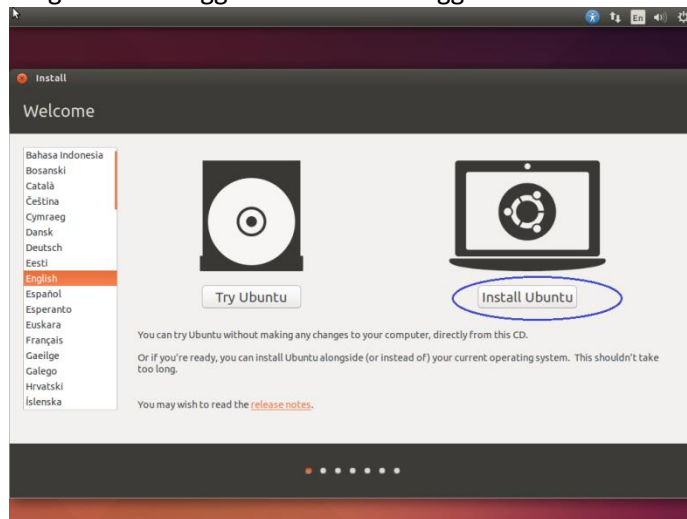 En
Install
Welcome
Bahasa Indonesia
Bosanski
Català
Čeština
Cymraeg
Dansk
Deutsch
Eesti
English
Español
Esperanto
Euskara
Français
Gaeilge
Galego
Hrvatski
Íslenska
Try Ubuntu
Install Ubuntu
You can try Ubuntu without making any changes to your computer, directly from this CD.
Or if you're ready, you can install Ubuntu alongside (or instead of) your current operating system. This shouldn't take
too long.
You may wish to read the release notes.